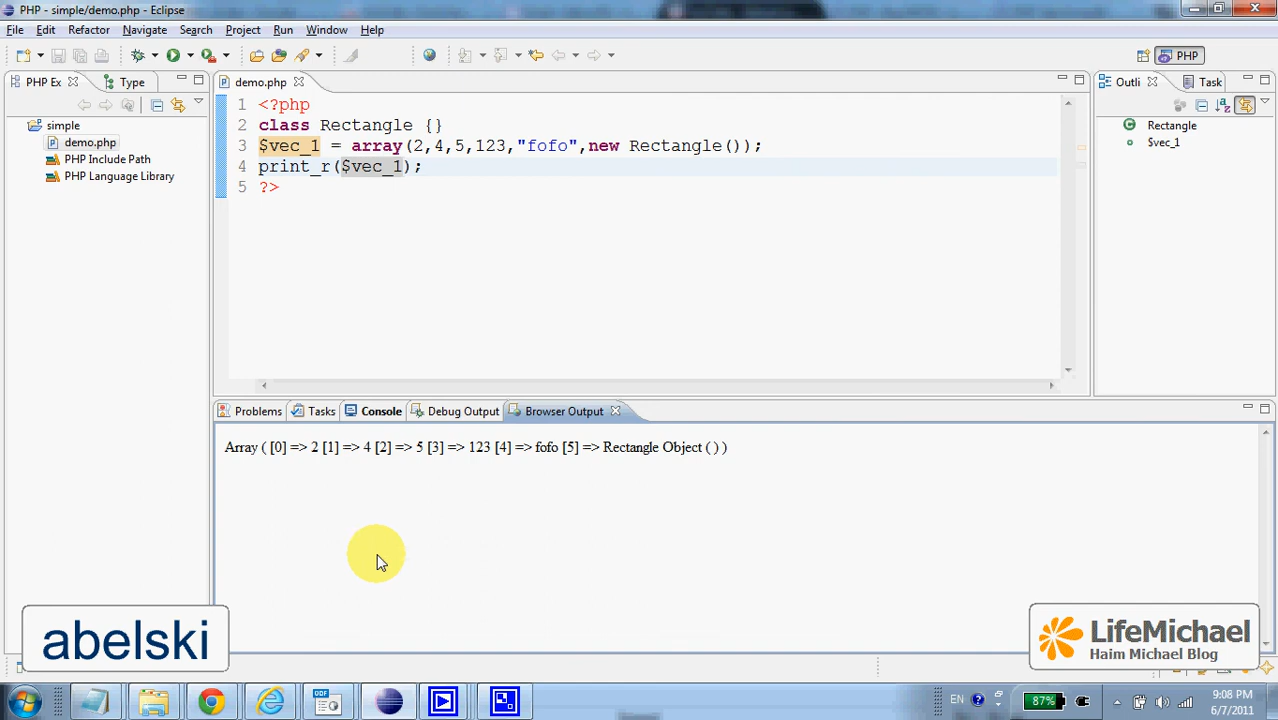 PHP - simple/demo.php - Eclipse
File Edit Refactor Navigate Search Project Run Window Help
PHP
PHP Ex Type demo.php Outli Task
simple
demo.php
PHP Include Path
PHP Language Library
1 <?php
2 class Rectangle {}
3 $vec_1 = array(2,4,5,123,"fofo",new Rectangle());
4 print_r($vec_1);
5 ?>
Rectangle
$vec_1
Problems Tasks Console Debug Output Browser Output
Array ( [0] => 2 [1] => 4 [2] => 5 [3] => 123 [4] => fofo [5] => Rectangle Object ( ) )
abelski
LifeMichael
Haim Michael Blog
ODF
EN 87% 9:08 PM
6/7/2011